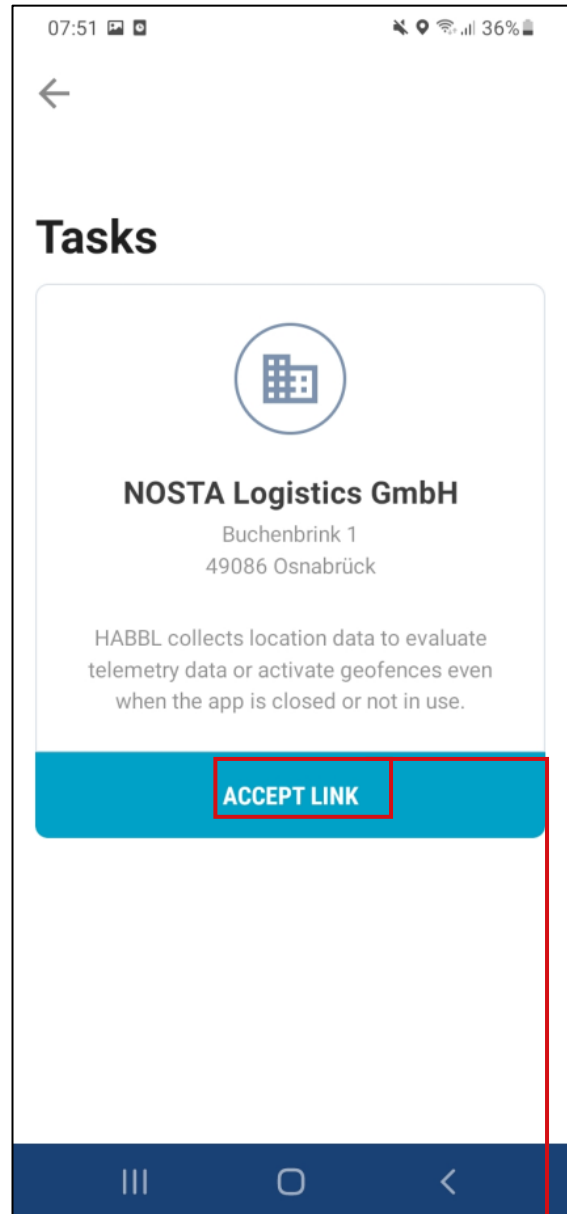 07:51 36%
Tasks
NOSTA Logistics GmbH
Buchenbrink 1
49086 Osnabrück
HABBL collects location data to evaluate
telemetry data or activate geofences even
when the app is closed or not in use.
ACCEPT LINK